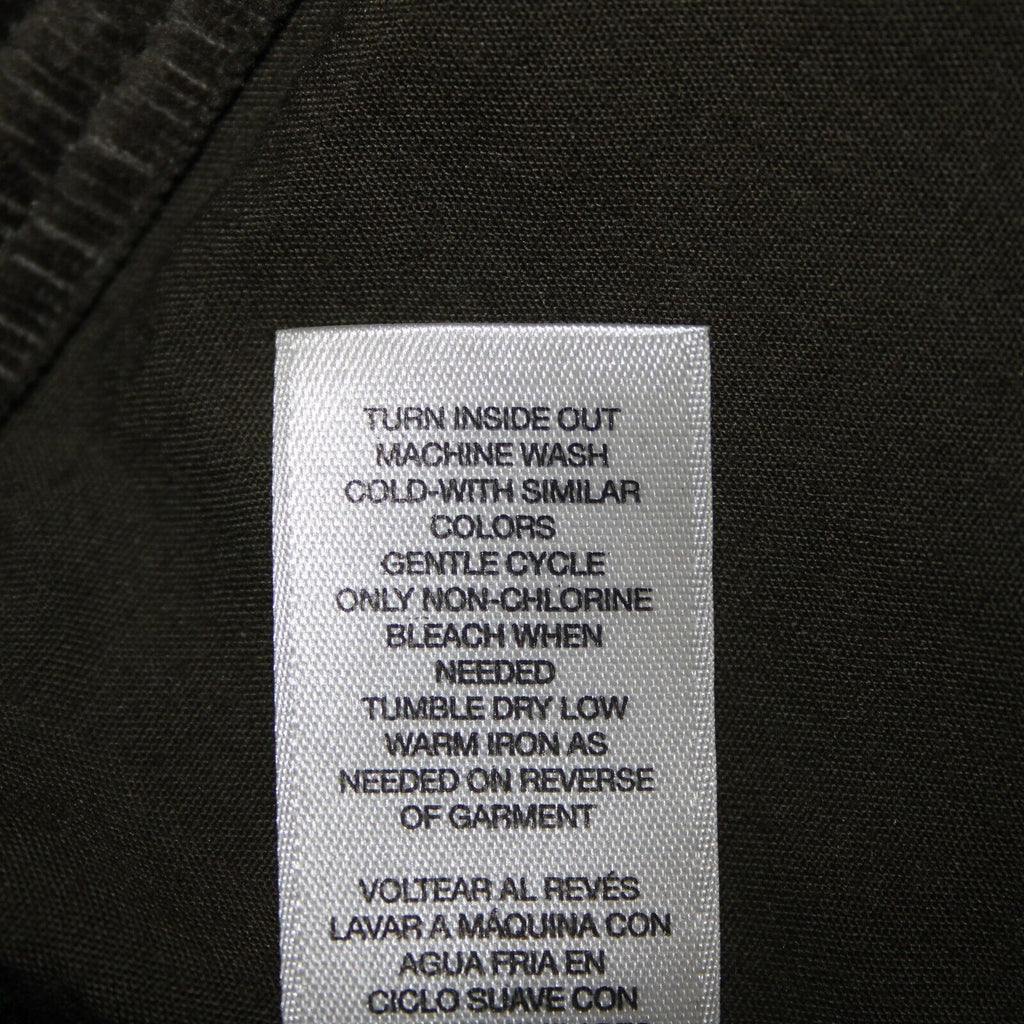 TURN INSIDE OUT
MACHINE WASH
COLD-WITH SIMILAR
COLORS
GENTLE CYCLE
ONLY NON-CHLORINE
BLEACH WHEN
NEEDED
TUMBLE DRY LOW
WARM IRON AS
NEEDED ON REVERSE
OF GARMENT
VOLTEAR AL REVÉS
LAVAR A MÁQUINA CON
AGUA FRIA EN
CICLO SUAVE CON